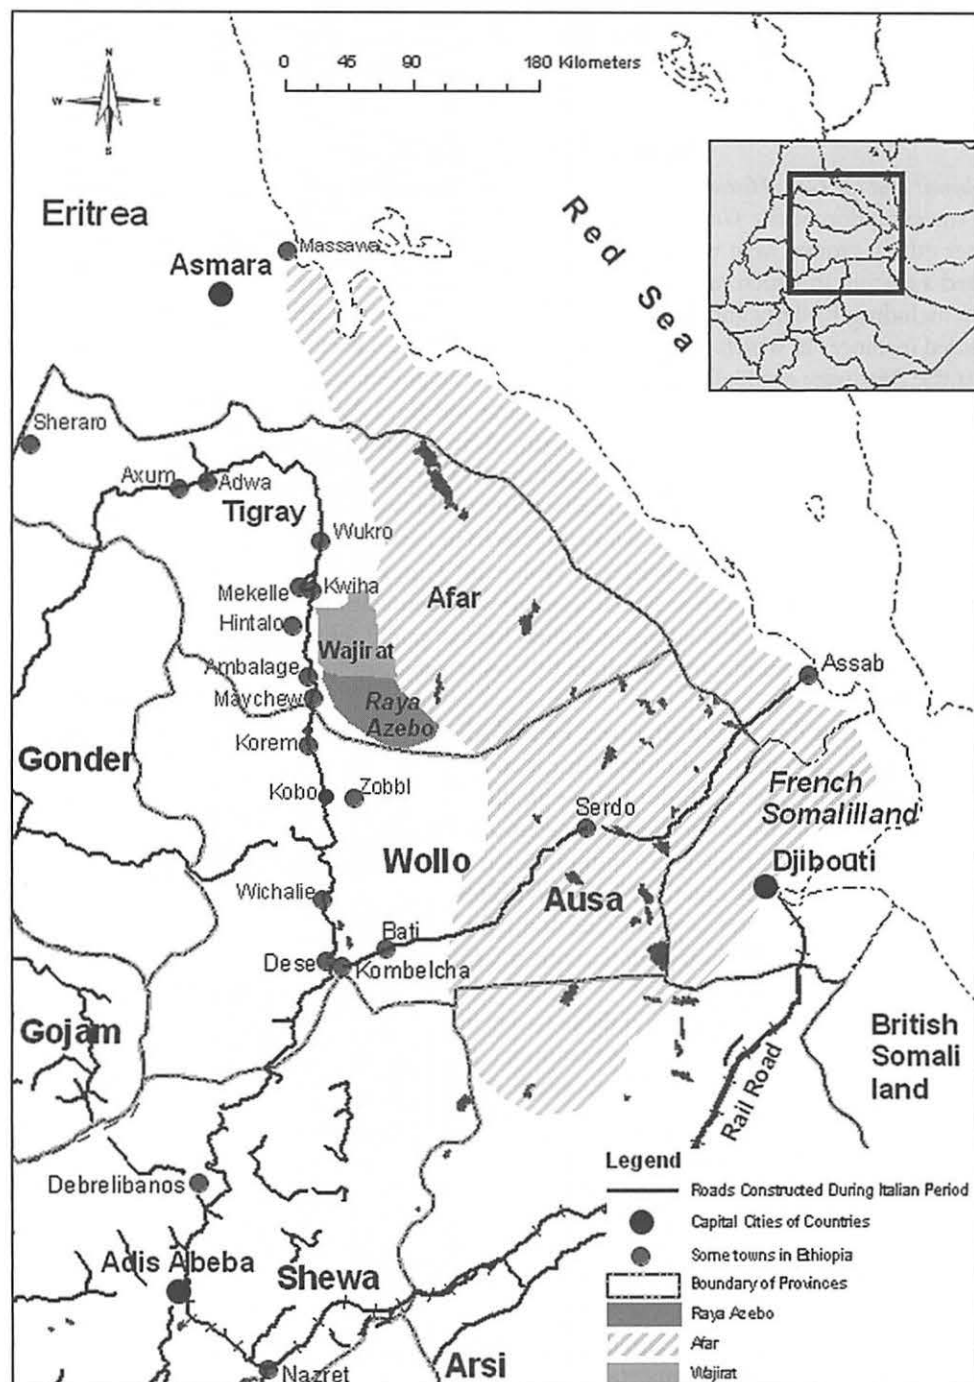 N
W E
S
0 45 90 180 Kilometers
Eritrea
Red Sea
Massawa
Asmara
Sheraro
Axum
Adwa
Tigray
Wukro
Mekelle
Kwiha
Afar
Hintalo
Wajirat
Ambalage
Assab
Maychew
Raya
Azebo
Korem
Gonder
Kobo
Zobbl
French
Somalilland
Serdo
Wollo
Djibouti
Wichalie
Ausa
Bati
Dese
Kombelcha
Gojam
British
Somali
land
Rail Road
Debrelibanos
Adis Abeba
Shewa
Arsi
Nazret
Legend
Roads Constructed During Italian Period
Capital Cities of Countries
Some towns in Ethiopia
Boundary of Provinces
Raya Azebo
Afar
Wajirat